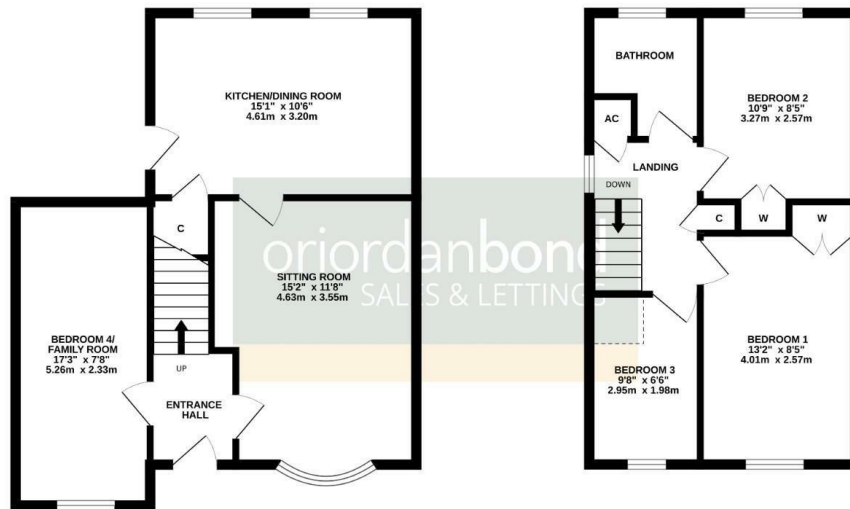 KITCHEN/DINING ROOM
15'1" x 10'6"
4.61m x 3.20m
C
SITTING ROOM
15'2" x 11'8"
4.63m x 3.55m
BEDROOM 4/
FAMILY ROOM
17'3" x 7'8"
5.26m x 2.33m
UP
ENTRANCE
HALL
BATHROOM
BEDROOM 2
10'9" x 8'5"
3.27m x 2.57m
AC
LANDING
DOWN
C
W
W
BEDROOM 1
13'2" x 8'5"
4.01m x 2.57m
BEDROOM 3
9'8" x 6'6"
2.95m x 1.98m
oriordanbond
SALES & LETTINGS